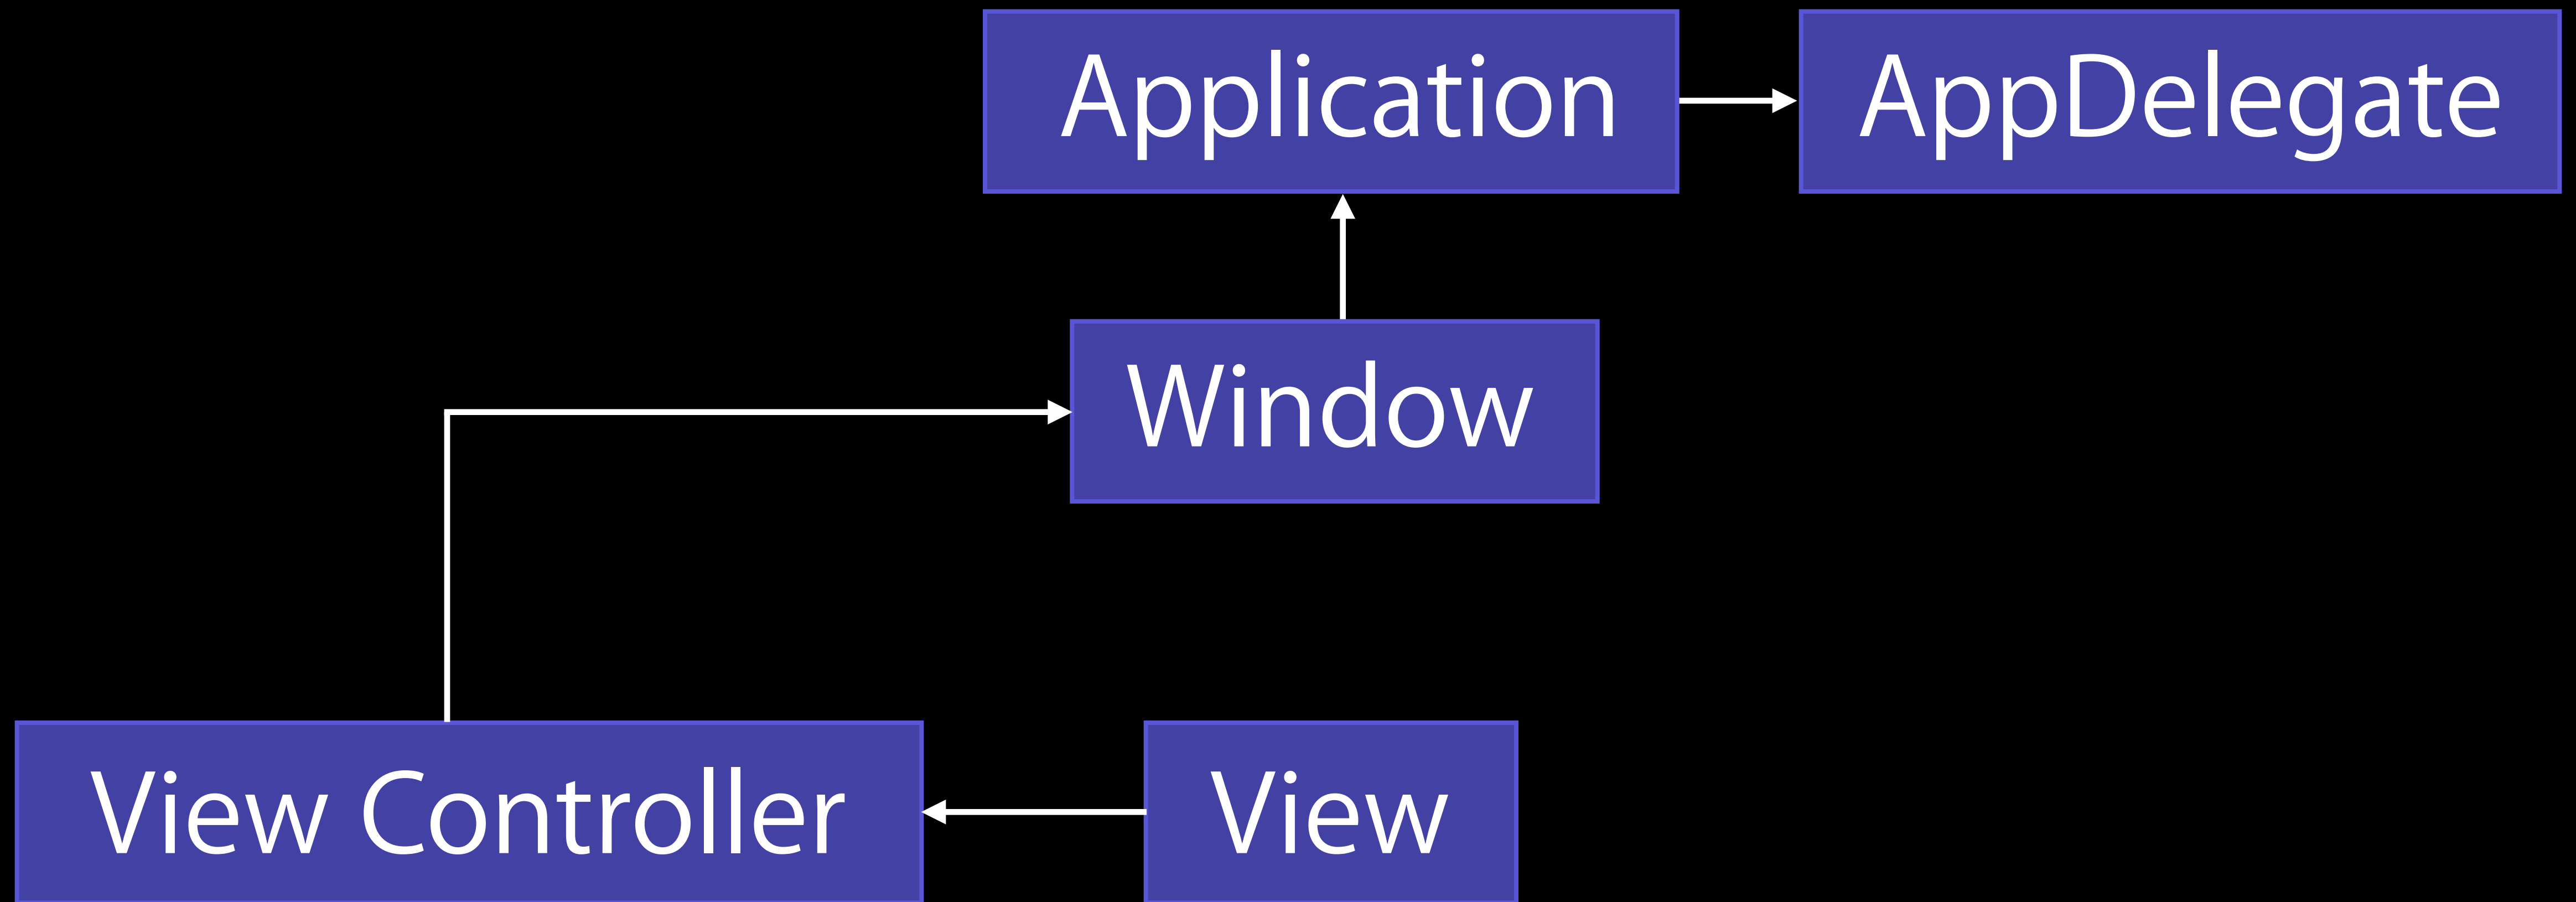 Application
AppDelegate
Window
View Controller
View